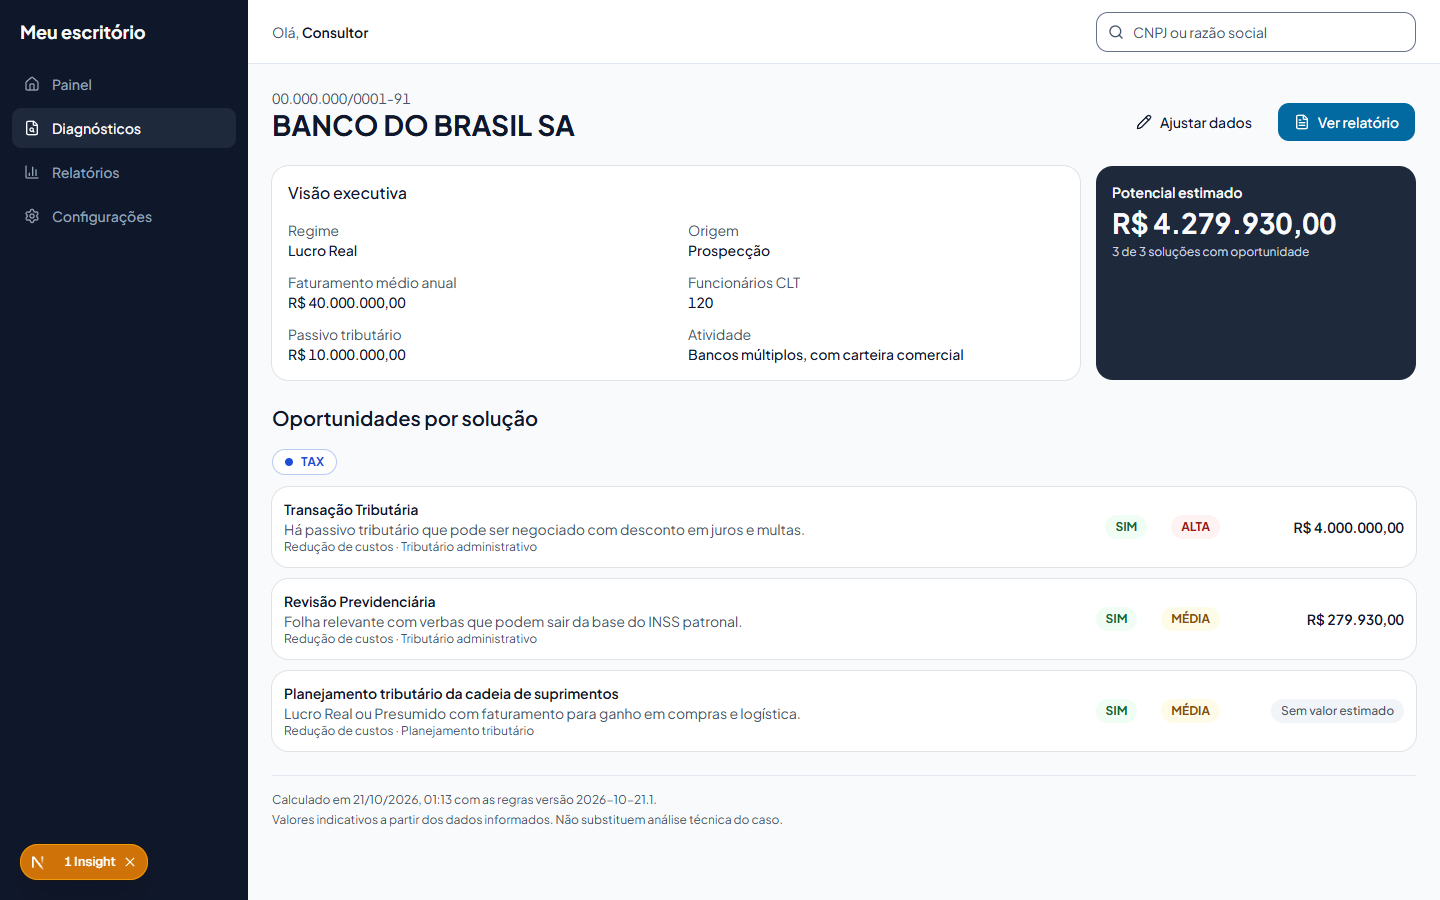 Meu escritório
Painel
Diagnósticos
Relatórios
Configurações
1 Insight
Olá, Consultor
CNPJ ou razão social
00.000.000/0001-91
BANCO DO BRASIL SA
Ajustar dados
Ver relatório
Visão executiva
Regime
Lucro Real
Origem
Prospecção
Faturamento médio anual
R$ 40.000.000,00
Funcionários CLT
120
Passivo tributário
R$ 10.000.000,00
Atividade
Bancos múltiplos, com carteira comercial
Potencial estimado
R$ 4.279.930,00
3 de 3 soluções com oportunidade
Oportunidades por solução
TAX
Transação Tributária
Há passivo tributário que pode ser negociado com desconto em juros e multas.
Redução de custos · Tributário administrativo
SIM
ALTA
R$ 4.000.000,00
Revisão Previdenciária
Folha relevante com verbas que podem sair da base do INSS patronal.
Redução de custos · Tributário administrativo
SIM
MÉDIA
R$ 279.930,00
Planejamento tributário da cadeia de suprimentos
Lucro Real ou Presumido com faturamento para ganho em compras e logística.
Redução de custos · Planejamento tributário
SIM
MÉDIA
Sem valor estimado
Calculado em 21/10/2026, 01:13 com as regras versão 2026-10-21.1.
Valores indicativos a partir dos dados informados. Não substituem análise técnica do caso.